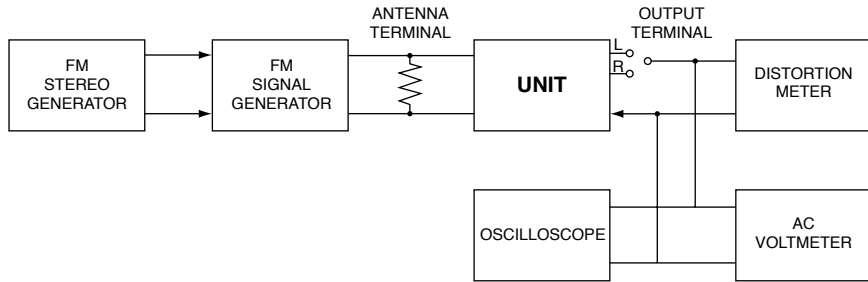 ANTENNA
TERMINAL
OUTPUT
TERMINAL
FM
STEREO
GENERATOR
FM
SIGNAL
GENERATOR
UNIT
L
R
DISTORTION
METER
OSCILLOSCOPE
AC
VOLTMETER